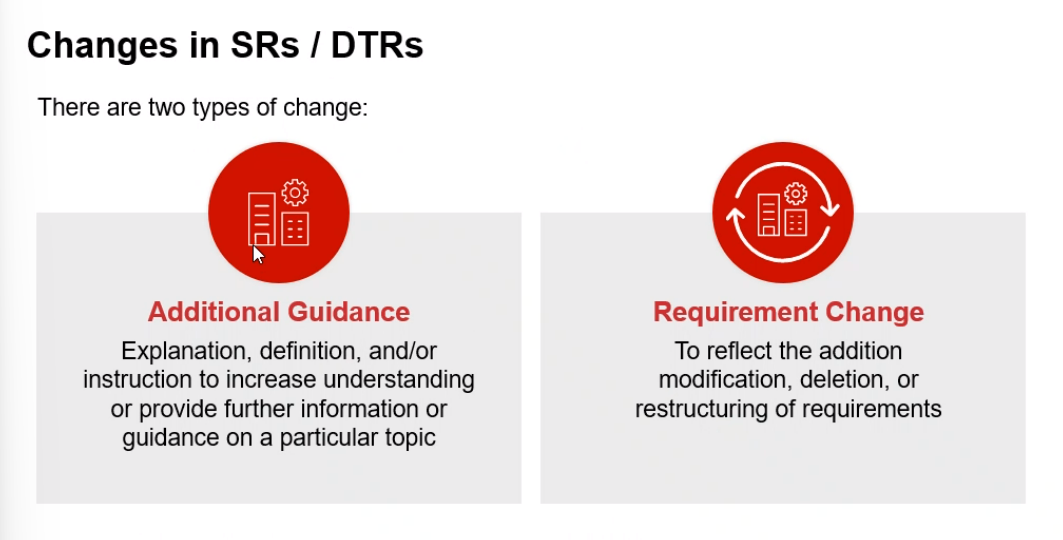 Changes in SRs / DTRs
There are two types of change:
Additional Guidance
Explanation, definition, and/or
instruction to increase understanding
or provide further information or
guidance on a particular topic
Requirement Change
To reflect the addition
modification, deletion, or
restructuring of requirements